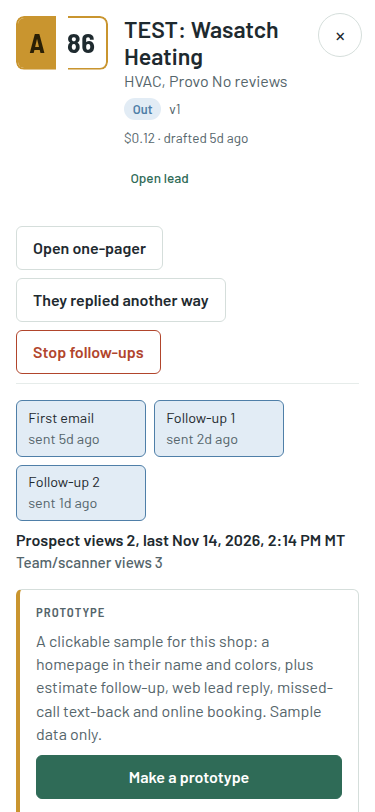 A 86
TEST: Wasatch
Heating
×
HVAC, Provo No reviews
Out v1
$0.12 · drafted 5d ago
Open lead
Open one-pager
They replied another way
Stop follow-ups
First email
sent 5d ago
Follow-up 1
sent 2d ago
Follow-up 2
sent 1d ago
Prospect views 2, last Nov 14, 2026, 2:14 PM MT
Team/scanner views 3
PROTOTYPE
A clickable sample for this shop: a
homepage in their name and colors, plus
estimate follow-up, web lead reply, missed-
call text-back and online booking. Sample
data only.
Make a prototype